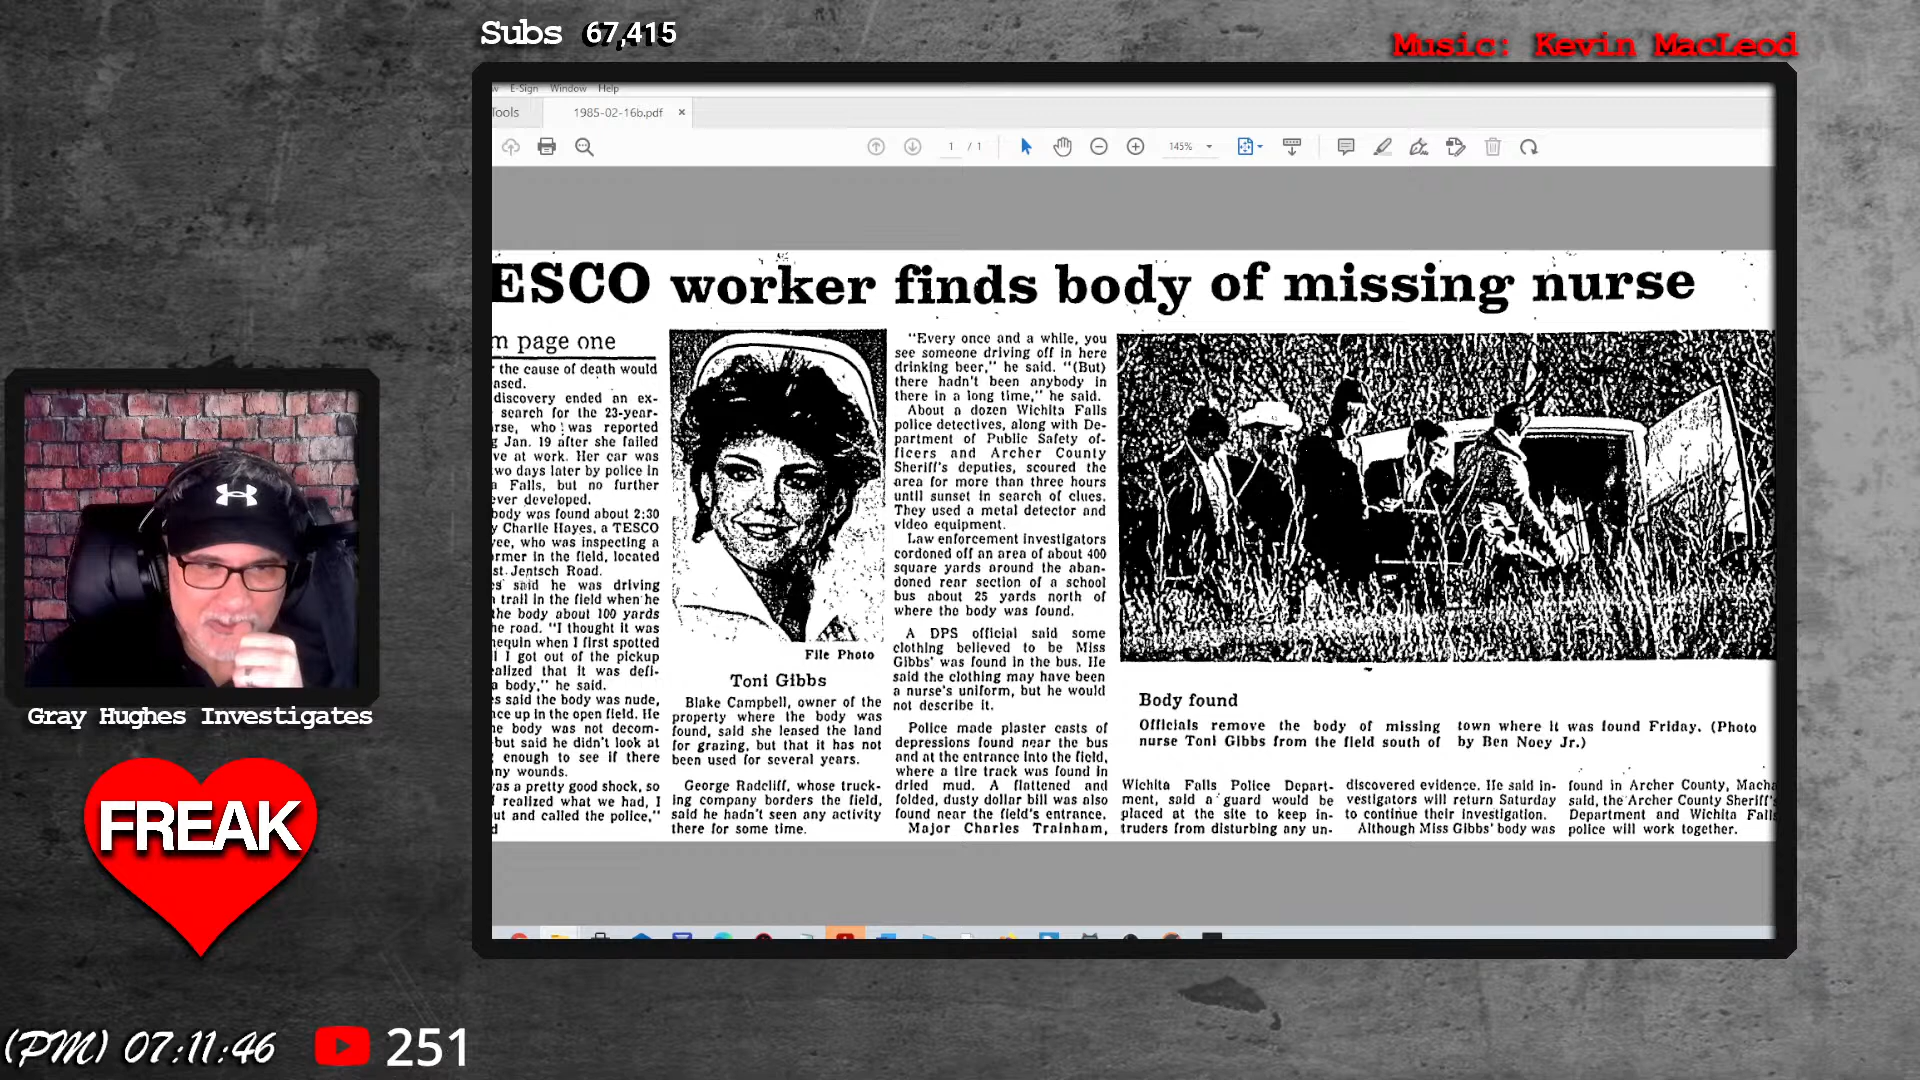 Subs 67,415
Music: Kevin MacLeod
w E-Sign Window Help
Tools 1985-02-16b.pdf ×
1 / 1 145%
ESCO worker finds body of missing nurse
m page one
the cause of death would
ased.
discovery ended an ex-
search for the 23-year-
rse, who was reported
g Jan. 19 after she failed
ve at work. Her car was
wo days later by police in
a Falls, but no further
ever developed.
body was found about 2:30
y Charlie Hayes, a TESCO
yee, who was inspecting a
ormer in the field, located
st Jentsch Road.
es said he was driving
trail in the field when he
the body about 100 yards
he road. "I thought it was
nequin when I first spotted
l I got out of the pickup
ealized that it was defi-
a body," he said.
s said the body was nude,
nce up in the open field. He
he body was not decom-
but said he didn't look at
enough to see if there
ny wounds.
as a pretty good shock, so
I realized what we had, I
ut and called the police,"
d
File Photo
Toni Gibbs
Blake Campbell, owner of the
property where the body was
found, said she leased the land
for grazing, but that it has not
been used for several years.
George Radcliff, whose truck-
ing company borders the field,
said he hadn't seen any activity
there for some time.
"Every once and a while, you
see someone driving off in here
drinking beer," he said. "(But)
there hadn't been anybody in
there in a long time," he said.
About a dozen Wichita Falls
police detectives, along with De-
partment of Public Safety of-
ficers and Archer County
Sheriff's deputies, scoured the
area for more than three hours
until sunset in search of clues.
They used a metal detector and
video equipment.
Law enforcement investigators
cordoned off an area of about 400
square yards around the aban-
doned rear section of a school
bus about 25 yards north of
where the body was found.
A DPS official said some
clothing believed to be Miss
Gibbs' was found in the bus. He
said the clothing may have been
a nurse's uniform, but he would
not describe it.
Police made plaster casts of
depressions found near the bus
and at the entrance into the field,
where a tire track was found in
dried mud. A flattened and
folded, dusty dollar bill was also
found near the field's entrance.
Major Charles Trainham,
Body found
Officials remove the body of missing
nurse Toni Gibbs from the field south of
town where it was found Friday. (Photo
by Ben Noey Jr.)
Wichita Falls Police Depart-
ment, said a guard would be
placed at the site to keep in-
truders from disturbing any un-
discovered evidence. He said in-
vestigators will return Saturday
to continue their investigation.
Although Miss Gibbs' body was
found in Archer County, Macha
said, the Archer County Sheriff's
Department and Wichita Falls
police will work together.
Gray Hughes Investigates
FREAK
(PM) 07:11:46
251